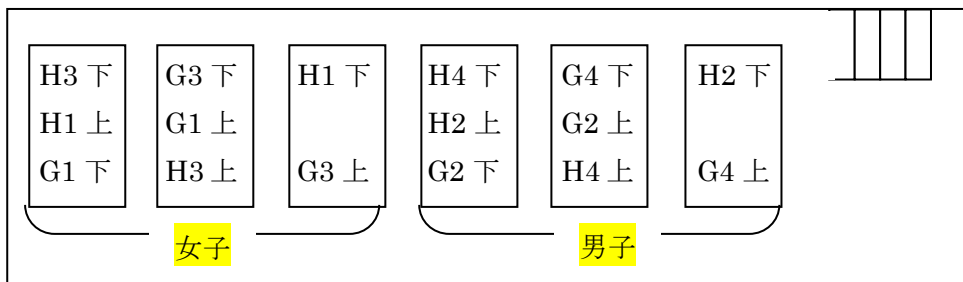 H3 下 G3 下 H1 下 H4 下 G4 下 H2 下
H1 上 G1 上 H2 上 G2 上
G1 下 H3 上 G3 上 G2 下 H4 上 G4 上
女子 男子